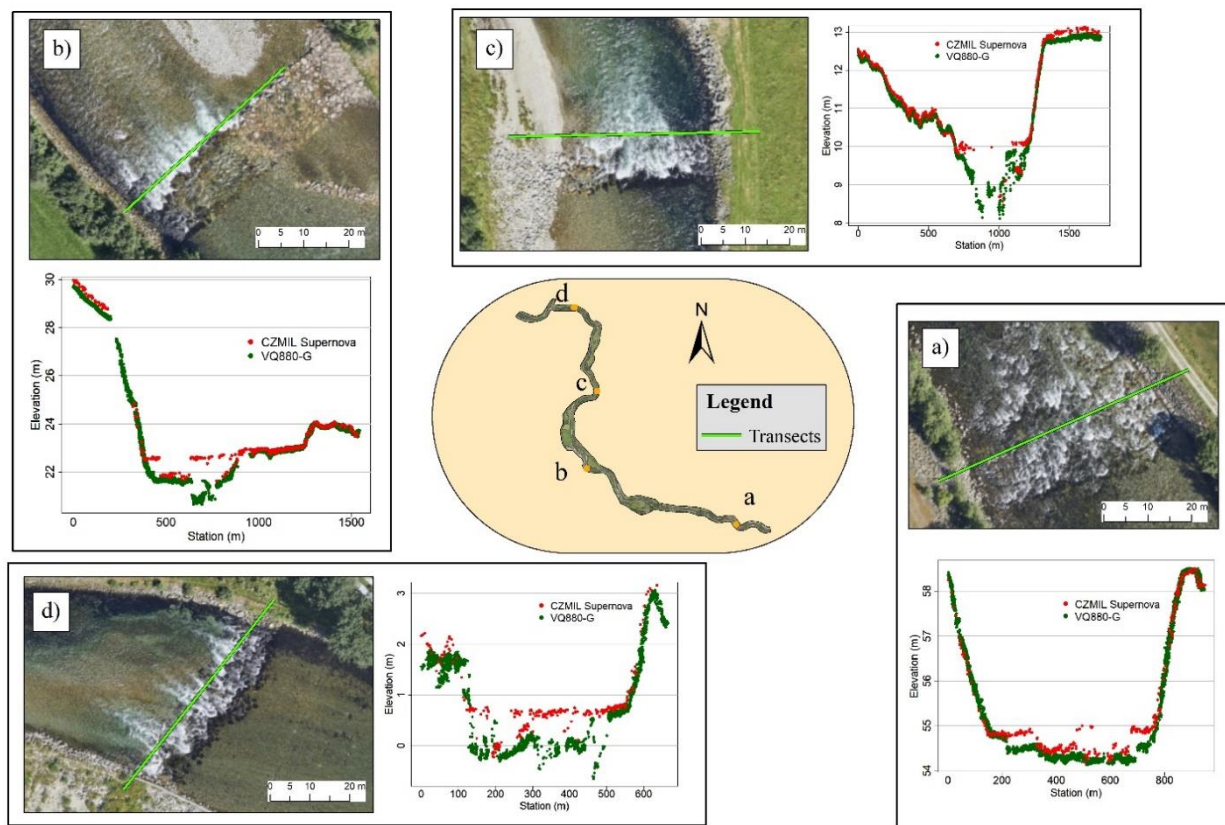 b)
0 5 10 20 m
30
28
26
24
22
Elevation (m)
CZMIL Supernova
VQ880-G
0 500 1000 1500
Station (m)
c)
0 5 10 20 m
13
12
11
10
9
8
Elevation (m)
CZMIL Supernova
VQ880-G
0 500 1000 1500
Station (m)
d
c
b
a
N
Legend
Transects
a)
0 5 10 20 m
58
57
56
55
54
Elevation (m)
CZMIL Supernova
VQ880-G
0 200 400 600 800
Station (m)
d)
0 5 10 20 m
3
2
1
0
Elevation (m)
CZMIL Supernova
VQ880-G
0 100 200 300 400 500 600
Station (m)